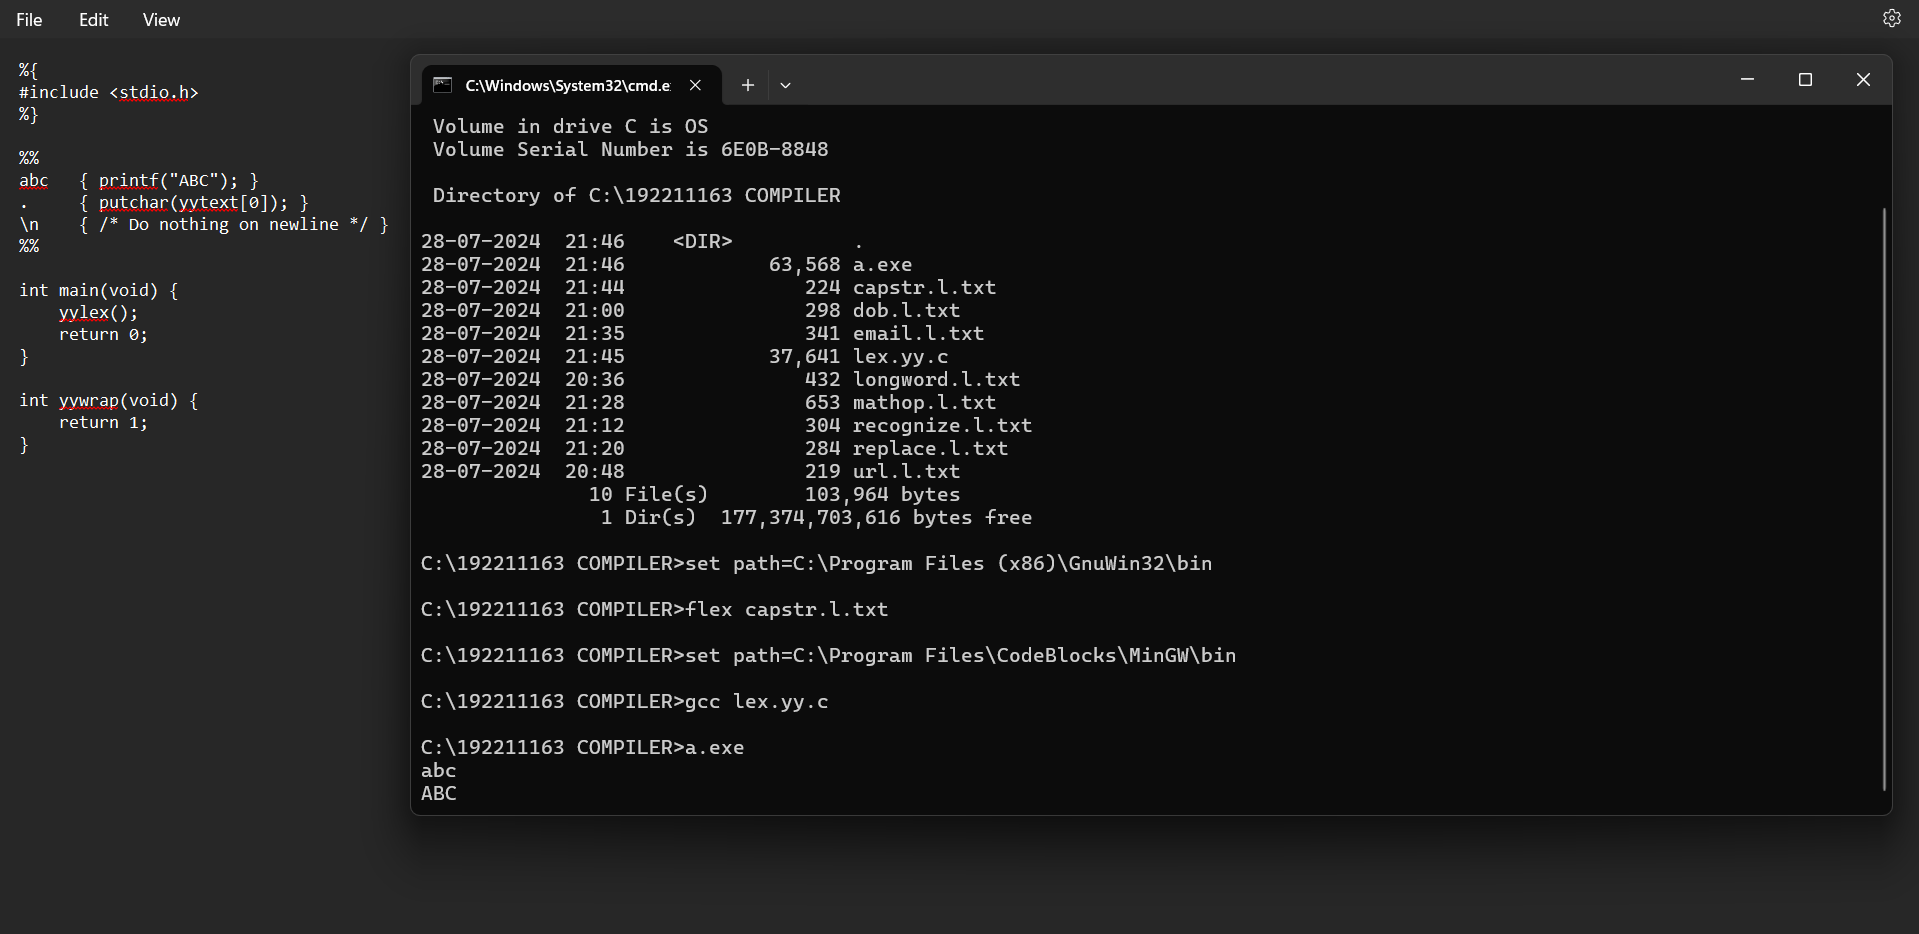 File Edit View
%{
#include <stdio.h>
%}
%%
abc { printf("ABC"); }
. { putchar(yytext[0]); }
\n { /* Do nothing on newline */ }
%%
int main(void) {
yylex();
return 0;
}
int yywrap(void) {
return 1;
}
C:\Windows\System32\cmd.e
Volume in drive C is OS
Volume Serial Number is 6E0B-8848
Directory of C:\192211163 COMPILER
28-07-2024 21:46 <DIR> .
28-07-2024 21:46 63,568 a.exe
28-07-2024 21:44 224 capstr.l.txt
28-07-2024 21:00 298 dob.l.txt
28-07-2024 21:35 341 email.l.txt
28-07-2024 21:45 37,641 lex.yy.c
28-07-2024 20:36 432 longword.l.txt
28-07-2024 21:28 653 mathop.l.txt
28-07-2024 21:12 304 recognize.l.txt
28-07-2024 21:20 284 replace.l.txt
28-07-2024 20:48 219 url.l.txt
10 File(s) 103,964 bytes
1 Dir(s) 177,374,703,616 bytes free
C:\192211163 COMPILER>set path=C:\Program Files (x86)\GnuWin32\bin
C:\192211163 COMPILER>flex capstr.l.txt
C:\192211163 COMPILER>set path=C:\Program Files\CodeBlocks\MinGW\bin
C:\192211163 COMPILER>gcc lex.yy.c
C:\192211163 COMPILER>a.exe
abc
ABC